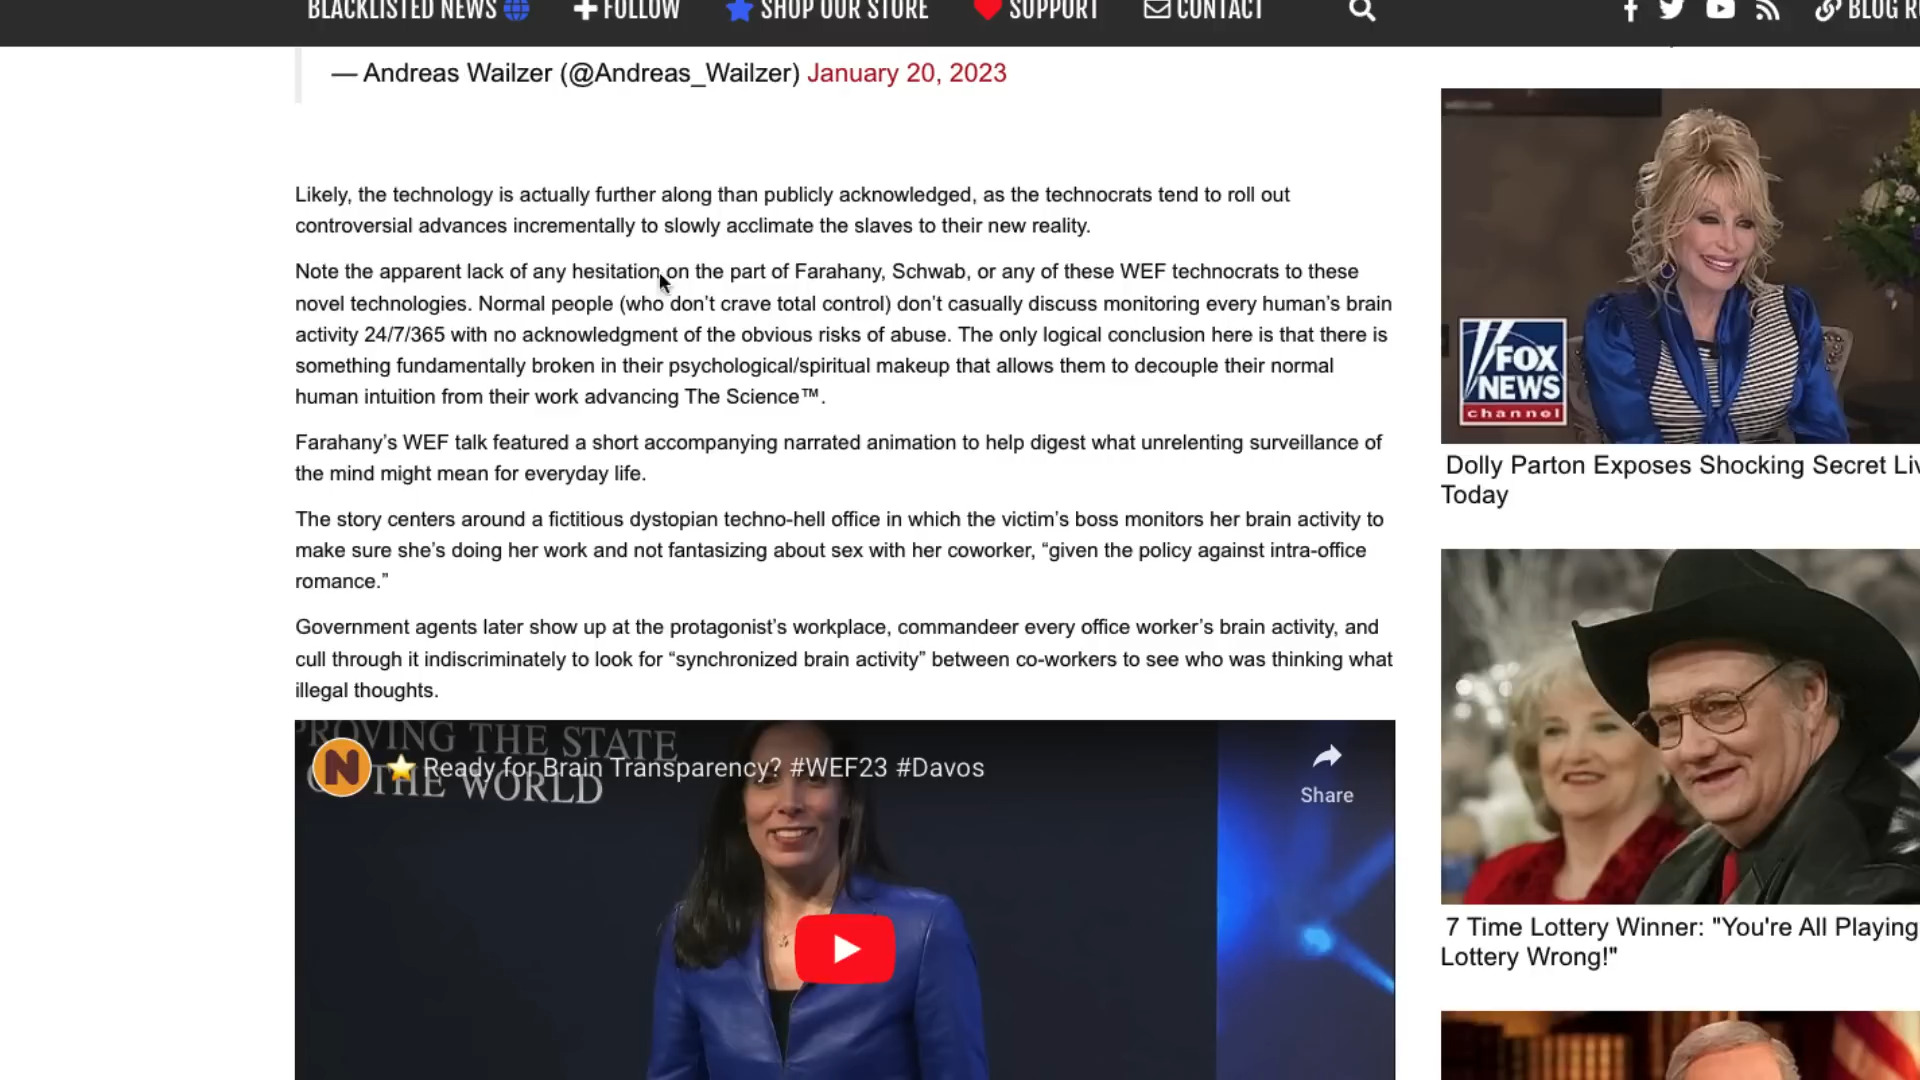 BLACKLISTED NEWS
FOLLOW
SHOP OUR STORE
SUPPORT
CONTACT
BLOG R
— Andreas Wailzer (@Andreas_Wailzer) January 20, 2023
Likely, the technology is actually further along than publicly acknowledged, as the technocrats tend to roll out
controversial advances incrementally to slowly acclimate the slaves to their new reality.
Note the apparent lack of any hesitation on the part of Farahany, Schwab, or any of these WEF technocrats to these
novel technologies. Normal people (who don’t crave total control) don’t casually discuss monitoring every human’s brain
activity 24/7/365 with no acknowledgment of the obvious risks of abuse. The only logical conclusion here is that there is
something fundamentally broken in their psychological/spiritual makeup that allows them to decouple their normal
human intuition from their work advancing The Science™.
Farahany’s WEF talk featured a short accompanying narrated animation to help digest what unrelenting surveillance of
the mind might mean for everyday life.
The story centers around a fictitious dystopian techno-hell office in which the victim’s boss monitors her brain activity to
make sure she’s doing her work and not fantasizing about sex with her coworker, “given the policy against intra-office
romance.”
Government agents later show up at the protagonist’s workplace, commandeer every office worker’s brain activity, and
cull through it indiscriminately to look for “synchronized brain activity” between co-workers to see who was thinking what
illegal thoughts.
PROVING THE STATE
OF THE WORLD
N
⭐ Ready for Brain Transparency? #WEF23 #Davos
Share
FOX
NEWS
channel
Dolly Parton Exposes Shocking Secret Liv
Today
7 Time Lottery Winner: "You're All Playing
Lottery Wrong!"